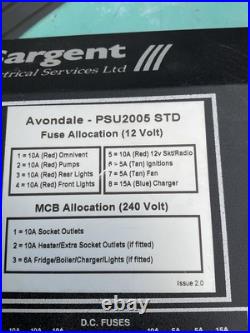 Sargent
Electrical Services Ltd
Avondale - PSU2005 STD
Fuse Allocation (12 Volt)
1 = 10A (Red) Omnivent
2 = 10A (Red) Pumps
3 = 10A (Red) Rear Lights
4 = 10A (Red) Front Lights
5 = 10A (Red) 12v Skt/Radio
6 = 5A (Tan) Ignitions
7 = 5A (Tan) Fan
8 = 15A (Blue) Charger
MCB Allocation (240 Volt)
1 = 10A Socket Outlets
2 = 10A Heater/Extra Socket Outlets (if fitted)
3 = 6A Fridge/Boiler/Charger/Lights (if fitted)
Issue 2.0
D.C. FUSES